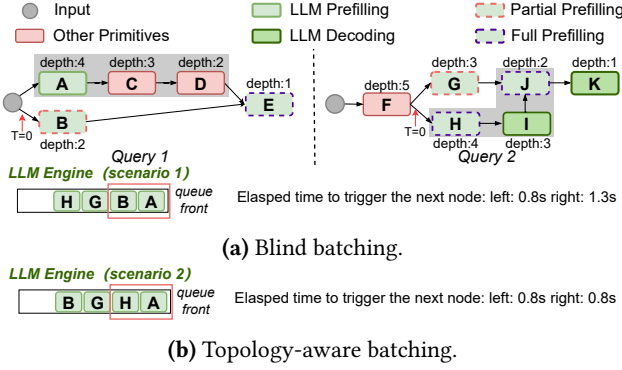 Input
LLM Prefilling
Partial Prefilling
Other Primitives
LLM Decoding
Full Prefilling
depth:4
depth:3
depth:2
A
C
D
depth:1
E
B
T=0
depth:2
Query 1
depth:5
F
T=0
depth:3
G
depth:2
J
depth:1
K
H
I
depth:4
depth:3
Query 2
LLM Engine (scenario 1)
H G B A
queue
front
Elasped time to trigger the next node: left: 0.8s right: 1.3s
(a) Blind batching.
LLM Engine (scenario 2)
B G H A
queue
front
Elasped time to trigger the next node: left: 0.8s right: 0.8s
(b) Topology-aware batching.